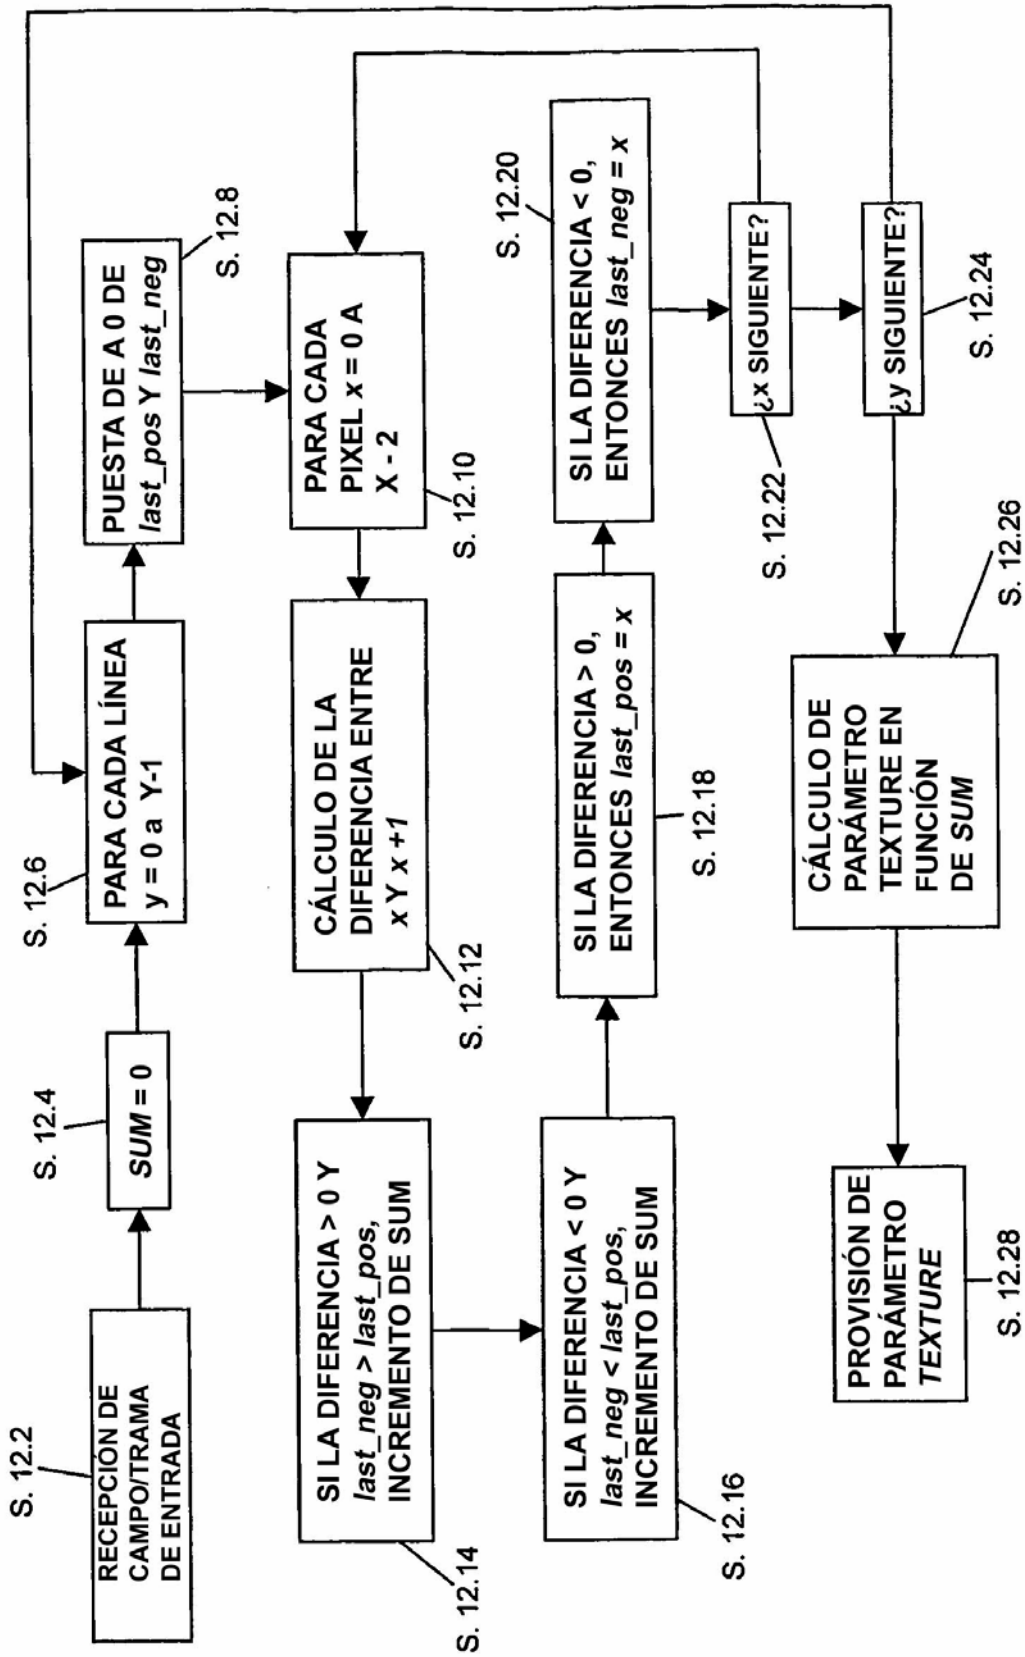 S. 12.2
RECEPCIÓN DE
CAMPO/TRAMA
DE ENTRADA
S. 12.4
SUM = 0
S. 12.6
PARA CADA LÍNEA
y = 0 a Y-1
PUESTA DE A 0 DE
last_pos Y last_neg
S. 12.8
PARA CADA
PIXEL x = 0 A
X - 2
S. 12.10
CÁLCULO DE LA
DIFERENCIA ENTRE
x Y x +1
S. 12.12
SI LA DIFERENCIA > 0 Y
last_neg > last_pos,
INCREMENTO DE SUM
S. 12.14
SI LA DIFERENCIA < 0 Y
last_neg < last_pos,
INCREMENTO DE SUM
S. 12.16
SI LA DIFERENCIA > 0,
ENTONCES last_pos = x
S. 12.18
S. 12.20
SI LA DIFERENCIA < 0,
ENTONCES last_neg = x
¿x SIGUIENTE?
S. 12.22
¿y SIGUIENTE?
S. 12.24
CÁLCULO DE
PARÁMETRO
TEXTURE EN
FUNCIÓN
DE SUM
S. 12.26
PROVISIÓN DE
PARÁMETRO
TEXTURE
S. 12.28